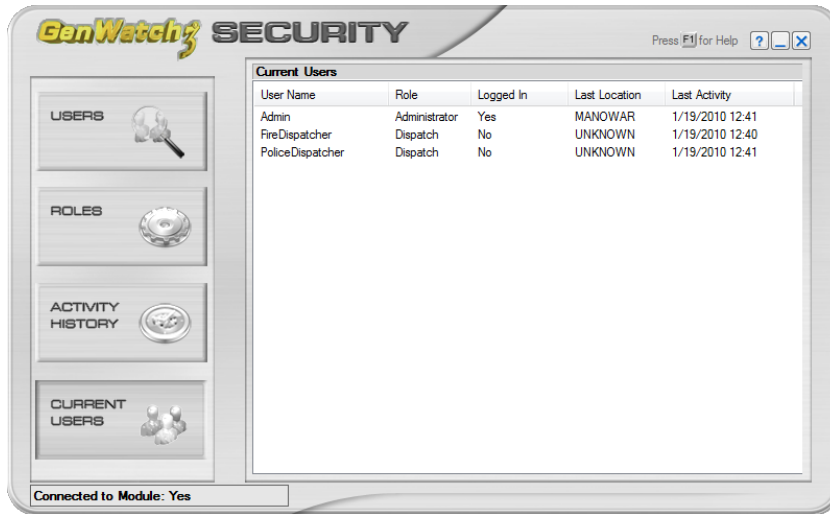 GenWatch3 SECURITY
Press F1 for Help ? _ X
USERS
ROLES
ACTIVITY
HISTORY
CURRENT
USERS
Current Users
User Name Role Logged In Last Location Last Activity
Admin Administrator Yes MANOWAR 1/19/2010 12:41
FireDispatcher Dispatch No UNKNOWN 1/19/2010 12:40
PoliceDispatcher Dispatch No UNKNOWN 1/19/2010 12:41
Connected to Module: Yes